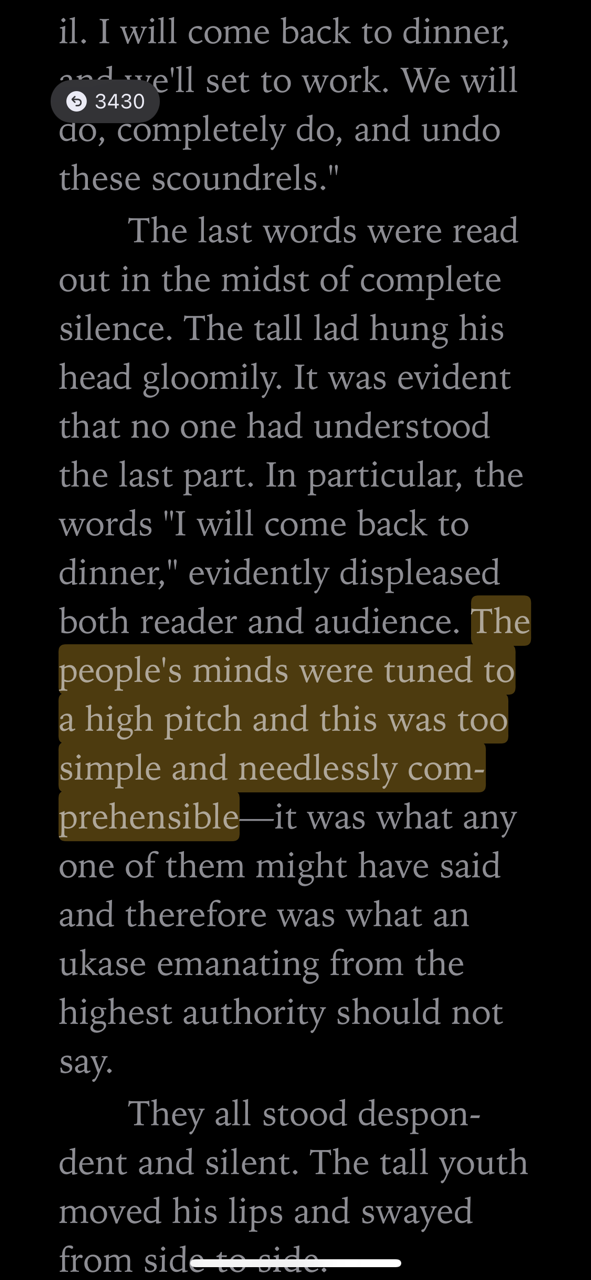 il. I will come back to dinner,
and we'll set to work. We will
3430
do, completely do, and undo
these scoundrels."
The last words were read
out in the midst of complete
silence. The tall lad hung his
head gloomily. It was evident
that no one had understood
the last part. In particular, the
words "I will come back to
dinner," evidently displeased
both reader and audience. The
people's minds were tuned to
a high pitch and this was too
simple and needlessly com-
prehensible—it was what any
one of them might have said
and therefore was what an
ukase emanating from the
highest authority should not
say.
They all stood despon-
dent and silent. The tall youth
moved his lips and swayed
from side to side.